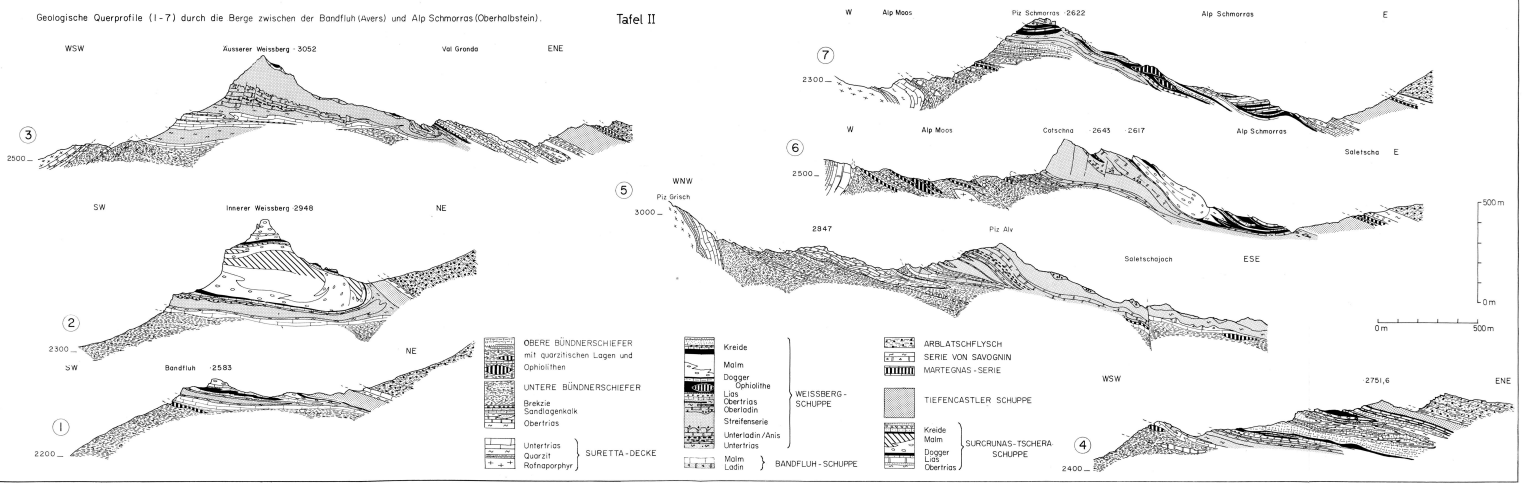 Geologische Querprofile (1-7) durch die Berge zwischen der Bandfluh (Avers) und Alp Schmorras (Oberhalbstein).
Tafel II
WSW
Äusserer Weissberg · 3052
Val Gronda
ENE
3
2500
SW
Innerer Weissberg · 2948
NE
2
2300
SW
Bandfluh · 2583
NE
1
2200
W
Alp Moos
Piz Schmorras · 2622
Alp Schmorras
E
7
2300
W
Alp Moos
Cotschna · 2643 · 2617
Alp Schmorras
Saletscha E
6
2500
5
WNW
Piz Grisch
3000
2847
Piz Alv
Saletschajoch
ESE
500 m
0 m
0 m
500 m
WSW
· 2751,6
ENE
4
2400
OBERE BÜNDNERSCHIEFER
mit quarzitischen Lagen und
Ophiolithen
UNTERE BÜNDNERSCHIEFER
Brekzie
Sandlagenkalk
Obertrias
Untertrias
Quarzit
Rofnaporphyr
SURETTA-DECKE
Kreide
Malm
Dogger
Ophiolithe
Lias
Obertrias
Oberladin
Streifenserie
Unterladin/Anis
Untertrias
WEISSBERG-
SCHUPPE
Malm
Ladin
BANDFLUH-SCHUPPE
ARBLATSCHFLYSCH
SERIE VON SAVOGNIN
MARTEGNAS-SERIE
TIEFENCASTLER SCHUPPE
Kreide
Malm
Dogger
Lias
Obertrias
SURCRUNAS-TSCHERA-
SCHUPPE